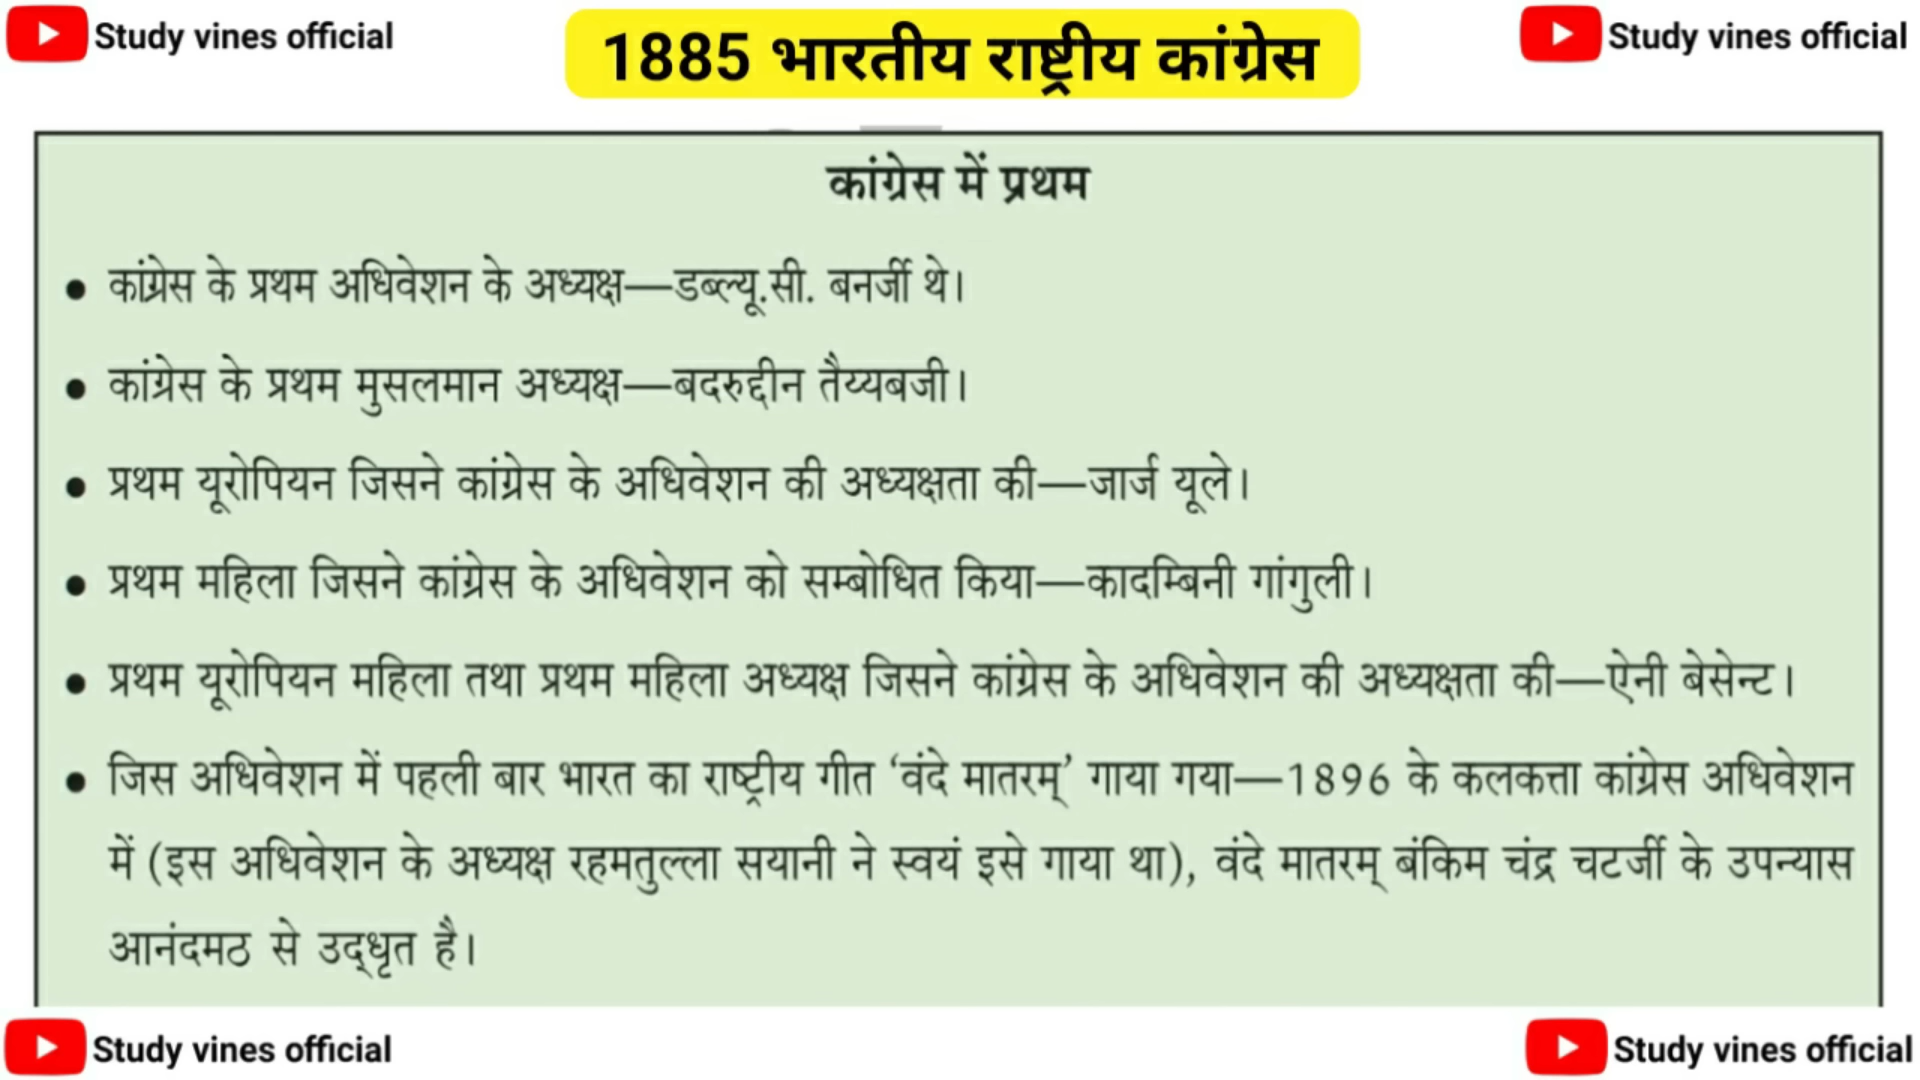 Study vines official
1885 भारतीय राष्ट्रीय कांग्रेस
Study vines official
कांग्रेस में प्रथम
• कांग्रेस के प्रथम अधिवेशन के अध्यक्ष—डब्ल्यू.सी. बनर्जी थे।
• कांग्रेस के प्रथम मुसलमान अध्यक्ष—बदरुद्दीन तैय्यबजी।
• प्रथम यूरोपियन जिसने कांग्रेस के अधिवेशन की अध्यक्षता की—जार्ज यूले।
• प्रथम महिला जिसने कांग्रेस के अधिवेशन को सम्बोधित किया—कादम्बिनी गांगुली।
• प्रथम यूरोपियन महिला तथा प्रथम महिला अध्यक्ष जिसने कांग्रेस के अधिवेशन की अध्यक्षता की—ऐनी बेसेन्ट।
• जिस अधिवेशन में पहली बार भारत का राष्ट्रीय गीत ‘वंदे मातरम्’ गाया गया—1896 के कलकत्ता कांग्रेस अधिवेशन
में (इस अधिवेशन के अध्यक्ष रहमतुल्ला सयानी ने स्वयं इसे गाया था), वंदे मातरम् बंकिम चंद्र चटर्जी के उपन्यास
आनंदमठ से उद्धृत है।
Study vines official
Study vines official